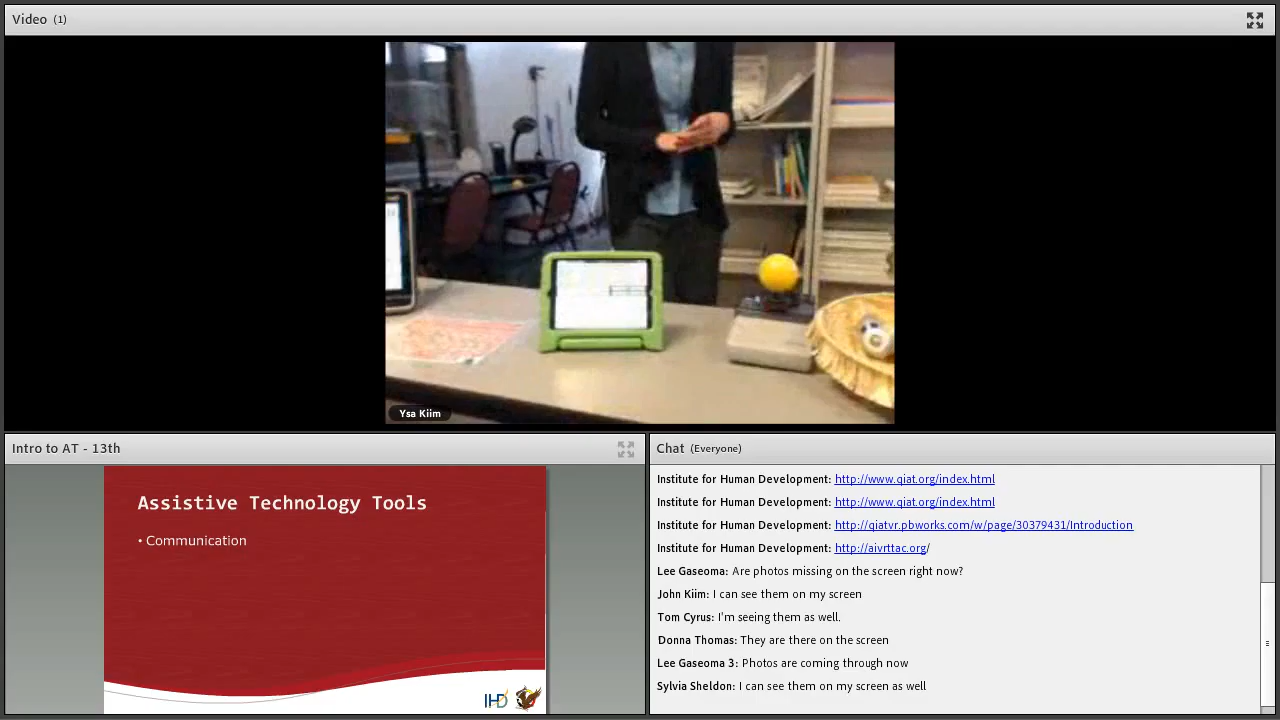 Video (1)
Ysa Kiim
Intro to AT - 13th
Assistive Technology Tools
• Communication
IHD
Chat (Everyone)
Institute for Human Development: http://www.qiat.org/index.html
Institute for Human Development: http://www.qiat.org/index.html
Institute for Human Development: http://qiatvr.pbworks.com/w/page/30379431/Introduction
Institute for Human Development: http://aivrttac.org/
Lee Gaseoma: Are photos missing on the screen right now?
John Kiim: I can see them on my screen
Tom Cyrus: I'm seeing them as well.
Donna Thomas: They are there on the screen
Lee Gaseoma 3: Photos are coming through now
Sylvia Sheldon: I can see them on my screen as well